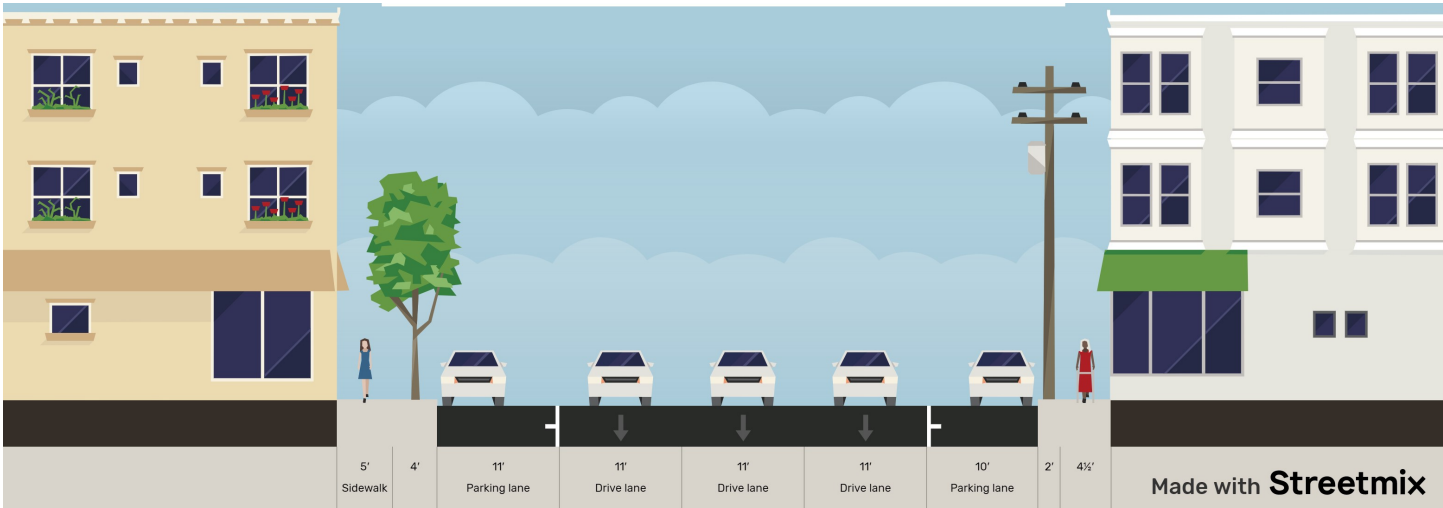 5′ 4′ 11′ 11′ 11′ 11′ 10′ 2′ 4½′
Sidewalk Parking lane Drive lane Drive lane Drive lane Parking lane
Made with Streetmix